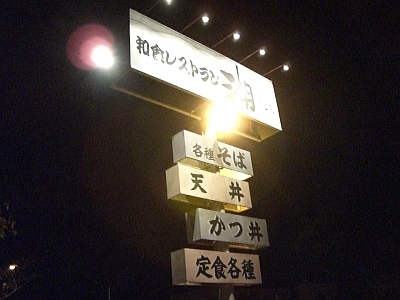 和食レストラン
各種そば
天丼
かつ丼
定食各種